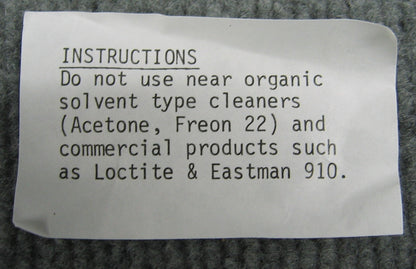 INSTRUCTIONS
Do not use near organic
solvent type cleaners
(Acetone, Freon 22) and
commercial products such
as Loctite & Eastman 910.